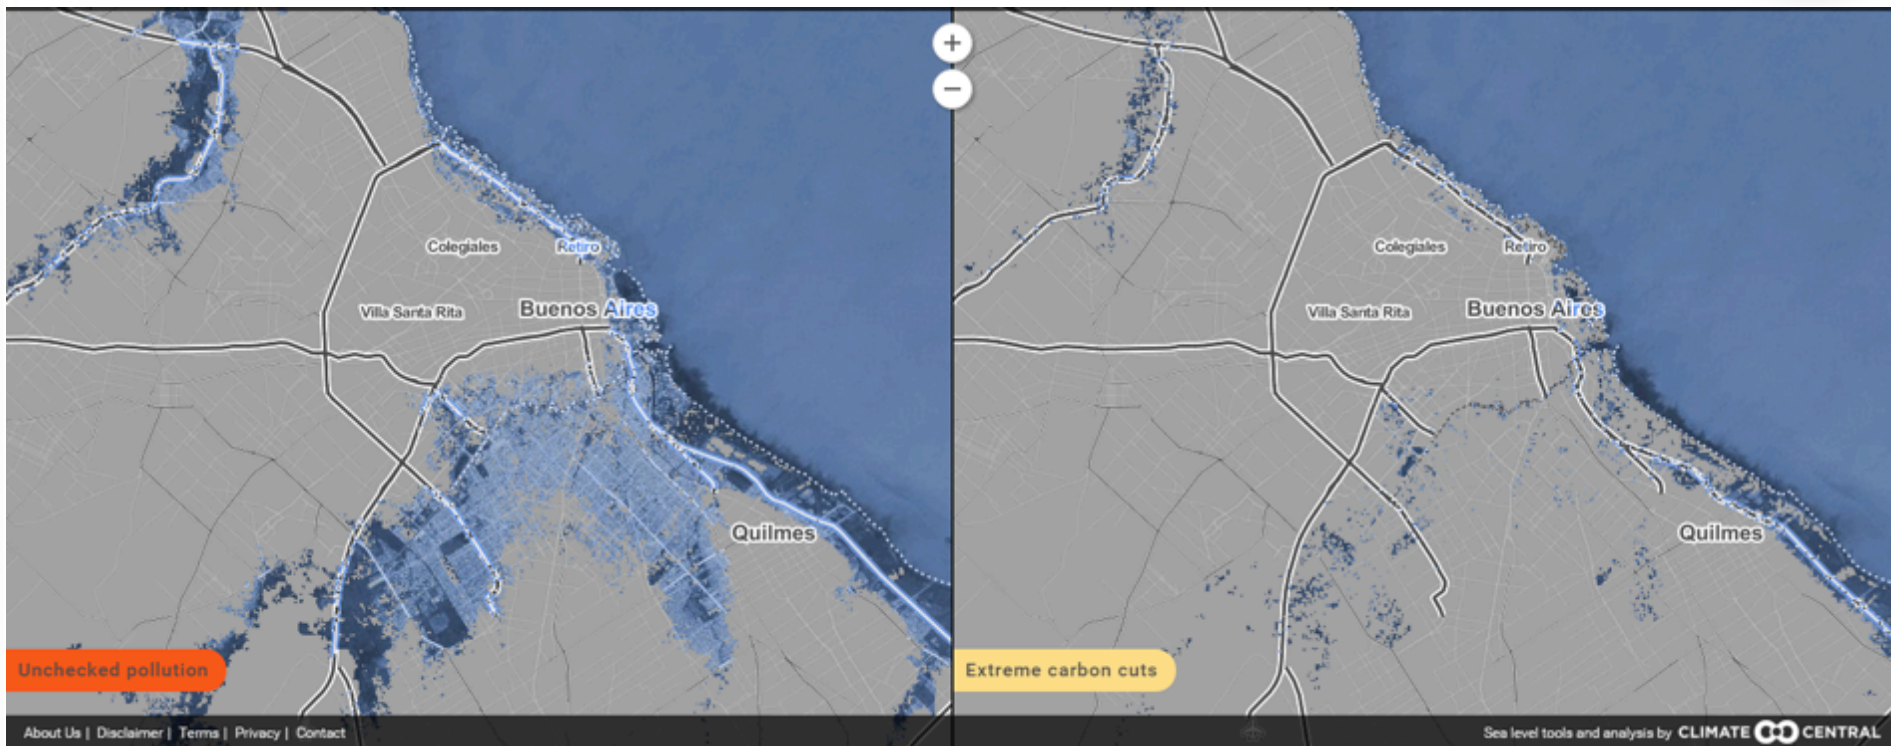 +
−
Colegiales
Retiro
Buenos Aires
Villa Santa Rita
Quilmes
Unchecked pollution
Colegiales
Retiro
Buenos Aires
Villa Santa Rita
Quilmes
Extreme carbon cuts
About Us | Disclaimer | Terms | Privacy | Contact
Sea level tools and analysis by CLIMATE CENTRAL